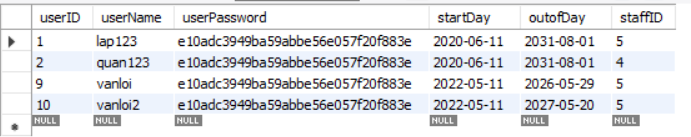 userID userName userPassword startDay outofDay staffID
1 lap123 e10adc3949ba59abbe56e057f20f883e 2020-06-11 2031-08-01 5
2 quan123 e10adc3949ba59abbe56e057f20f883e 2020-06-11 2031-08-01 4
9 vanloi e10adc3949ba59abbe56e057f20f883e 2022-05-11 2026-05-29 5
10 vanloi2 e10adc3949ba59abbe56e057f20f883e 2022-05-11 2027-05-20 5
NULL NULL NULL NULL NULL NULL